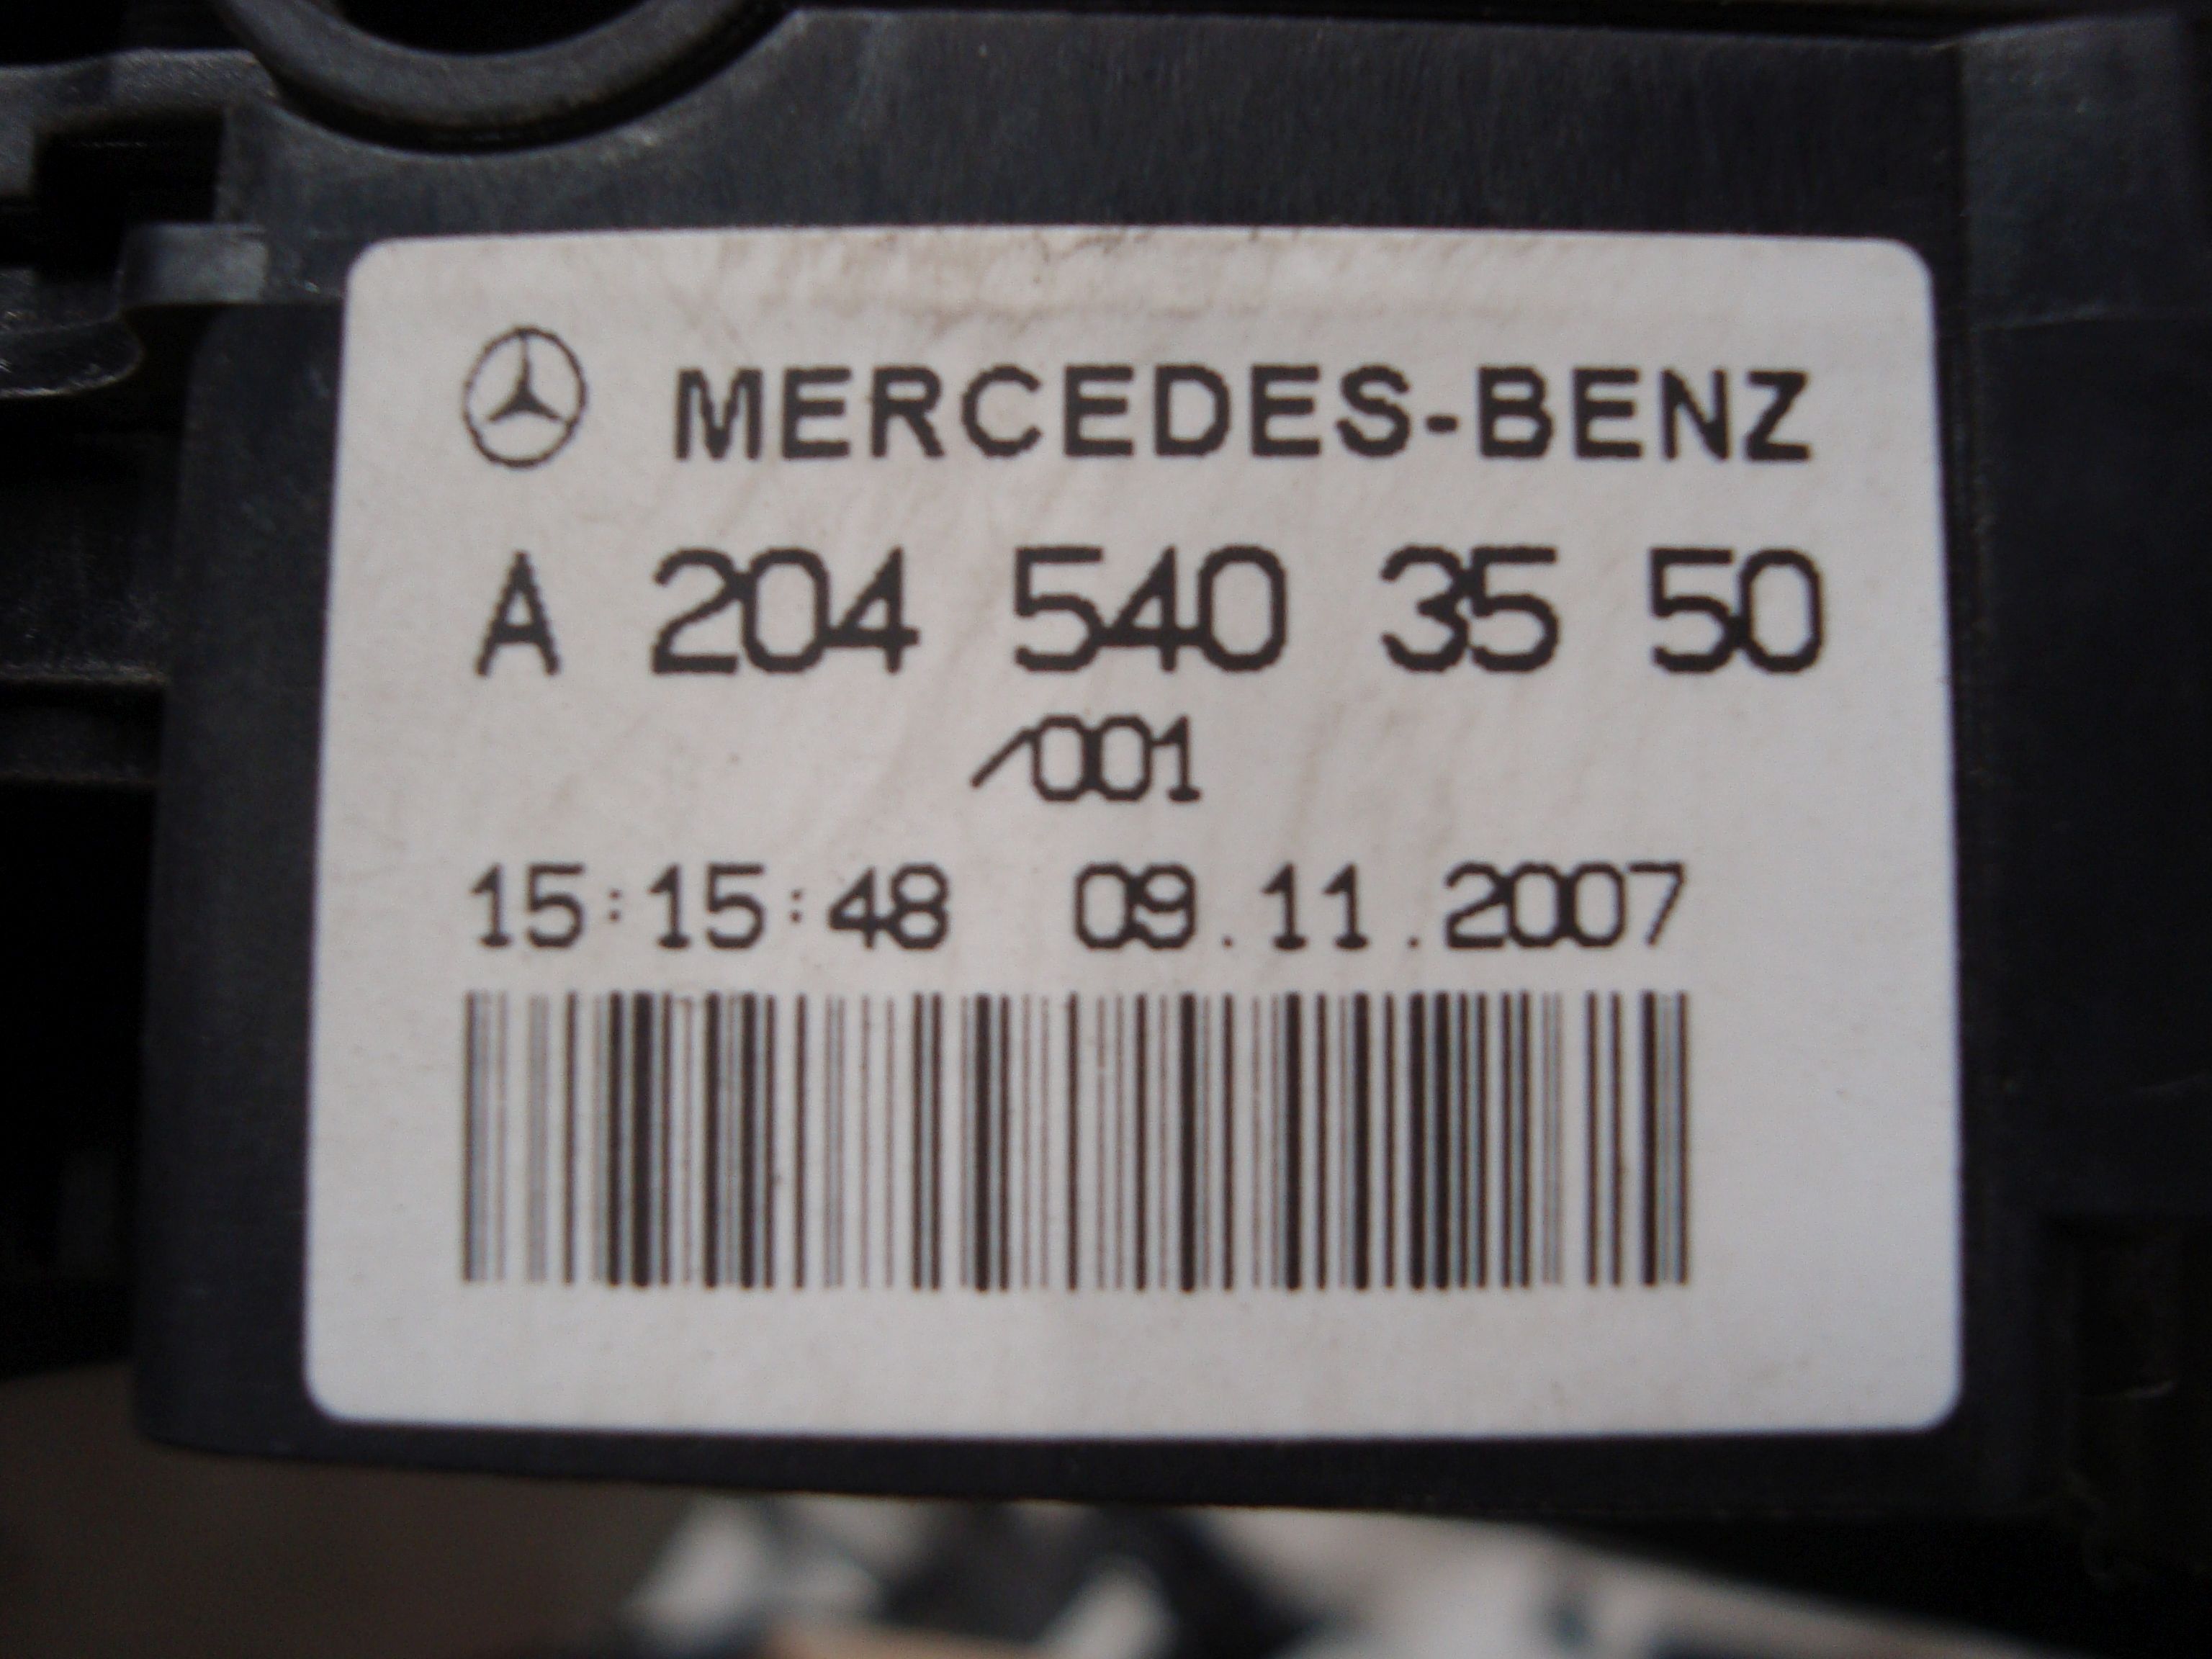 MERCEDES-BENZ
A 204 540 35 50
/001
15:15:48 09.11.2007